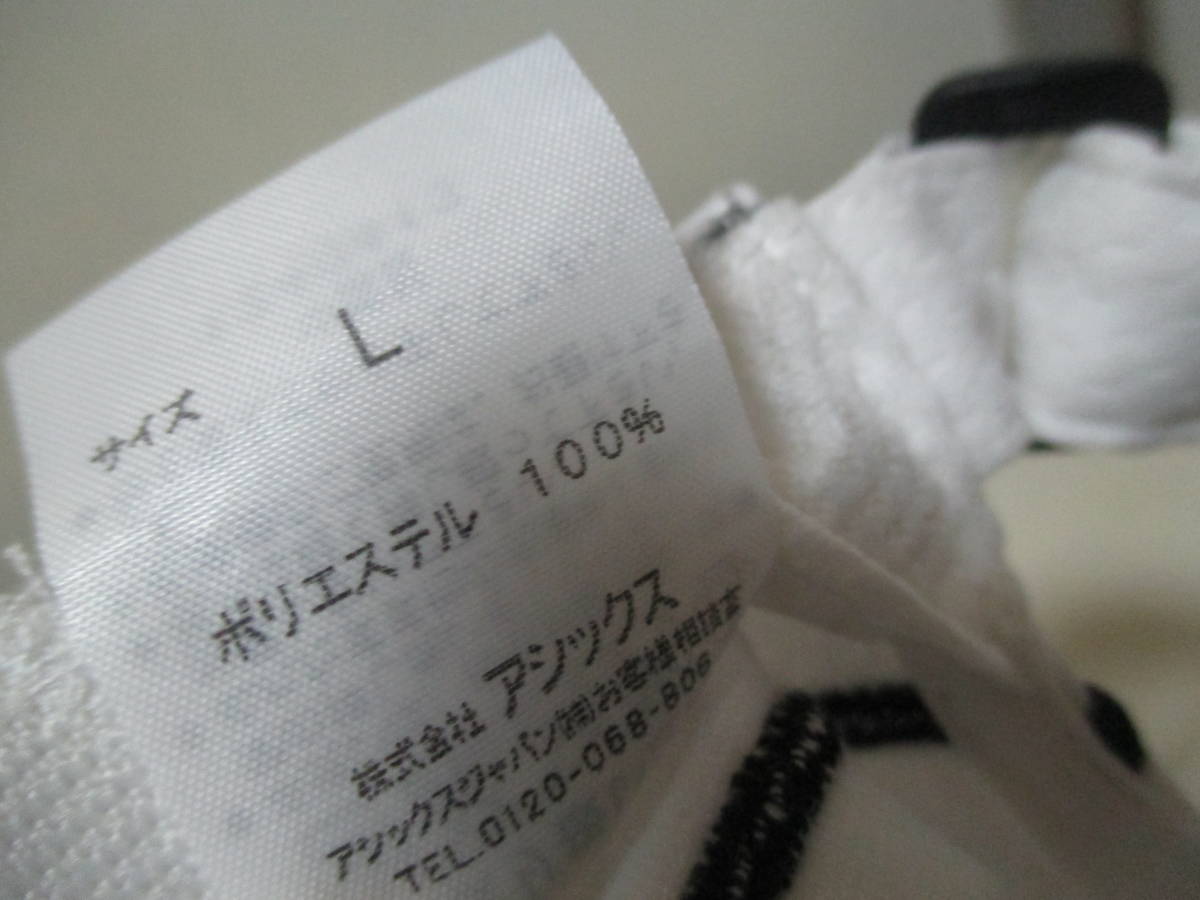 サイズ L
ポリエステル 100%
株式会社 アシックス
アシックスジャパン(株)お客様相談室
TEL.0120-068-806